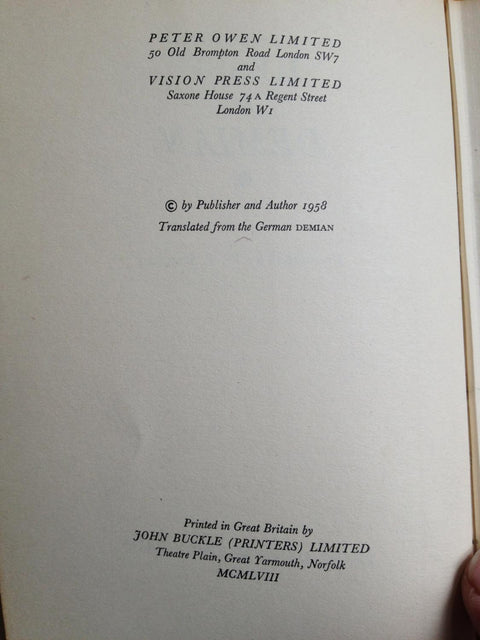 PETER OWEN LIMITED
50 Old Brompton Road London SW7
and
VISION PRESS LIMITED
Saxone House 74A Regent Street
London W1
© by Publisher and Author 1958
Translated from the German DEMIAN
Printed in Great Britain by
JOHN BUCKLE (PRINTERS) LIMITED
Theatre Plain, Great Yarmouth, Norfolk
MCMLVIII